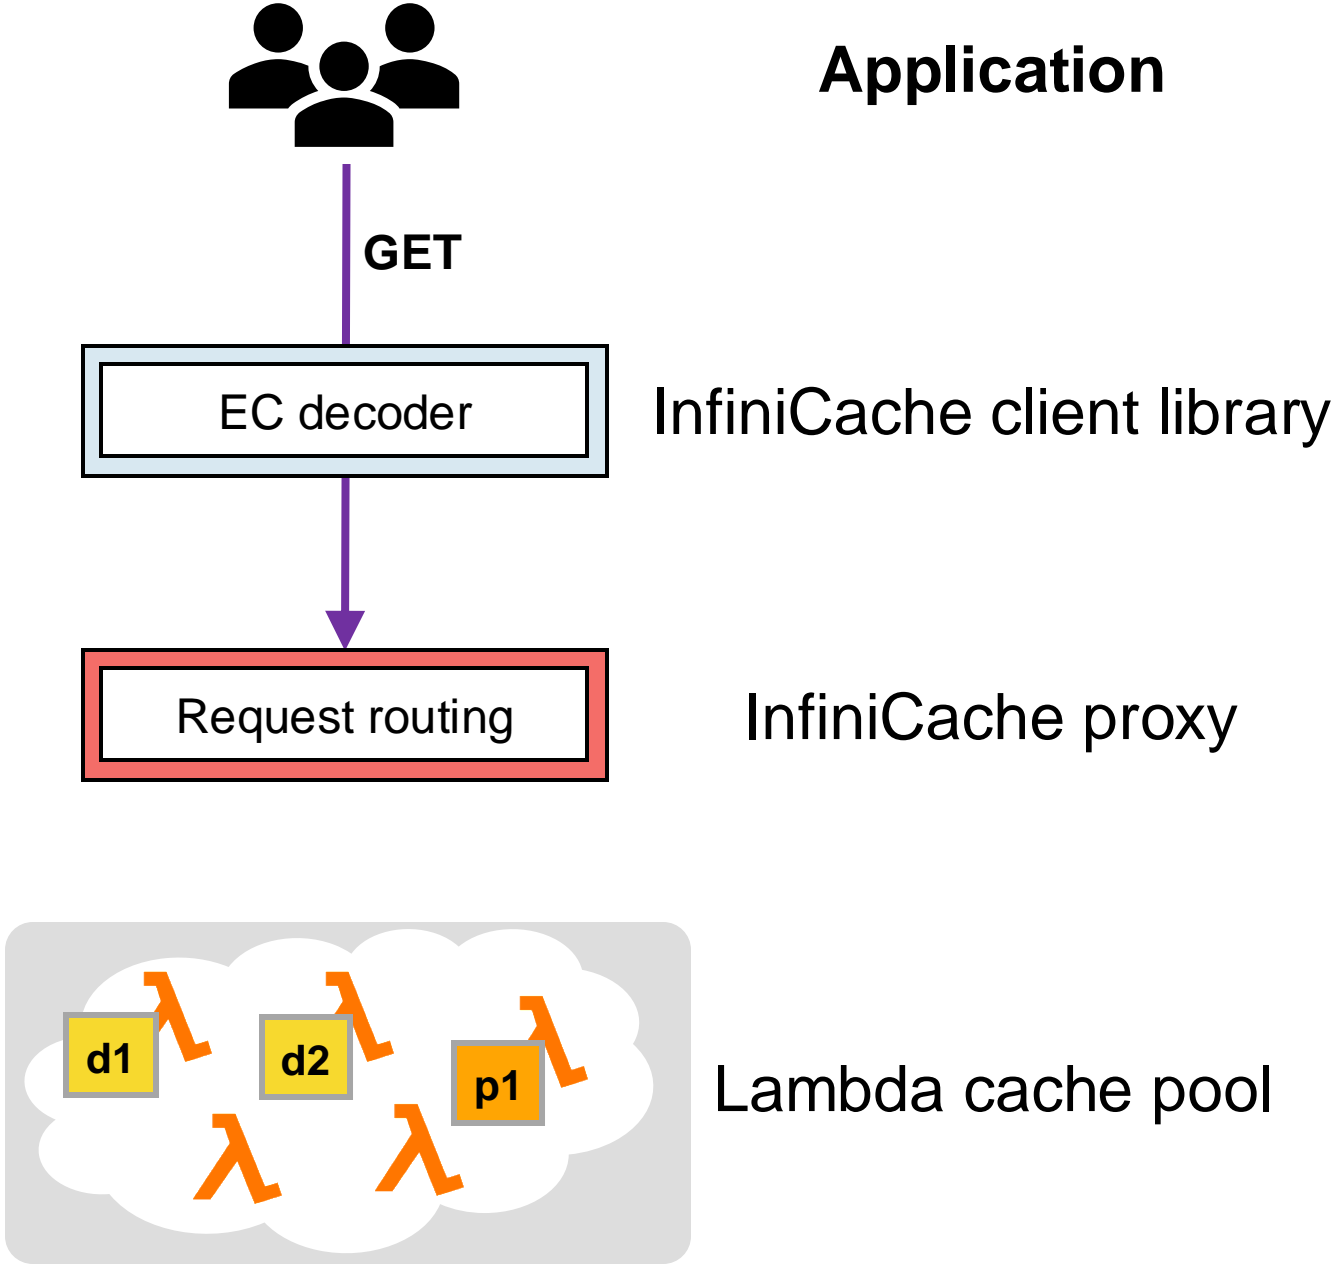 Application
GET
EC decoder
InfiniCache client library
Request routing
InfiniCache proxy
λ
λ
λ
d1
d2
p1
Lambda cache pool
λ
λ